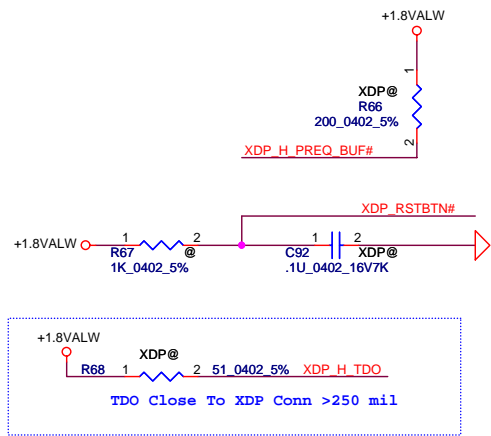 +1.8VALW
1
XDP@
R66
200_0402_5%
2
XDP_H_PREQ_BUF#
XDP_RSTBTN#
+1.8VALW
1
2
R67
@
1K_0402_5%
1
2
C92
XDP@
.1U_0402_16V7K
+1.8VALW
XDP@
R68
1
2
51_0402_5%
XDP_H_TDO
TDO Close To XDP Conn >250 mil